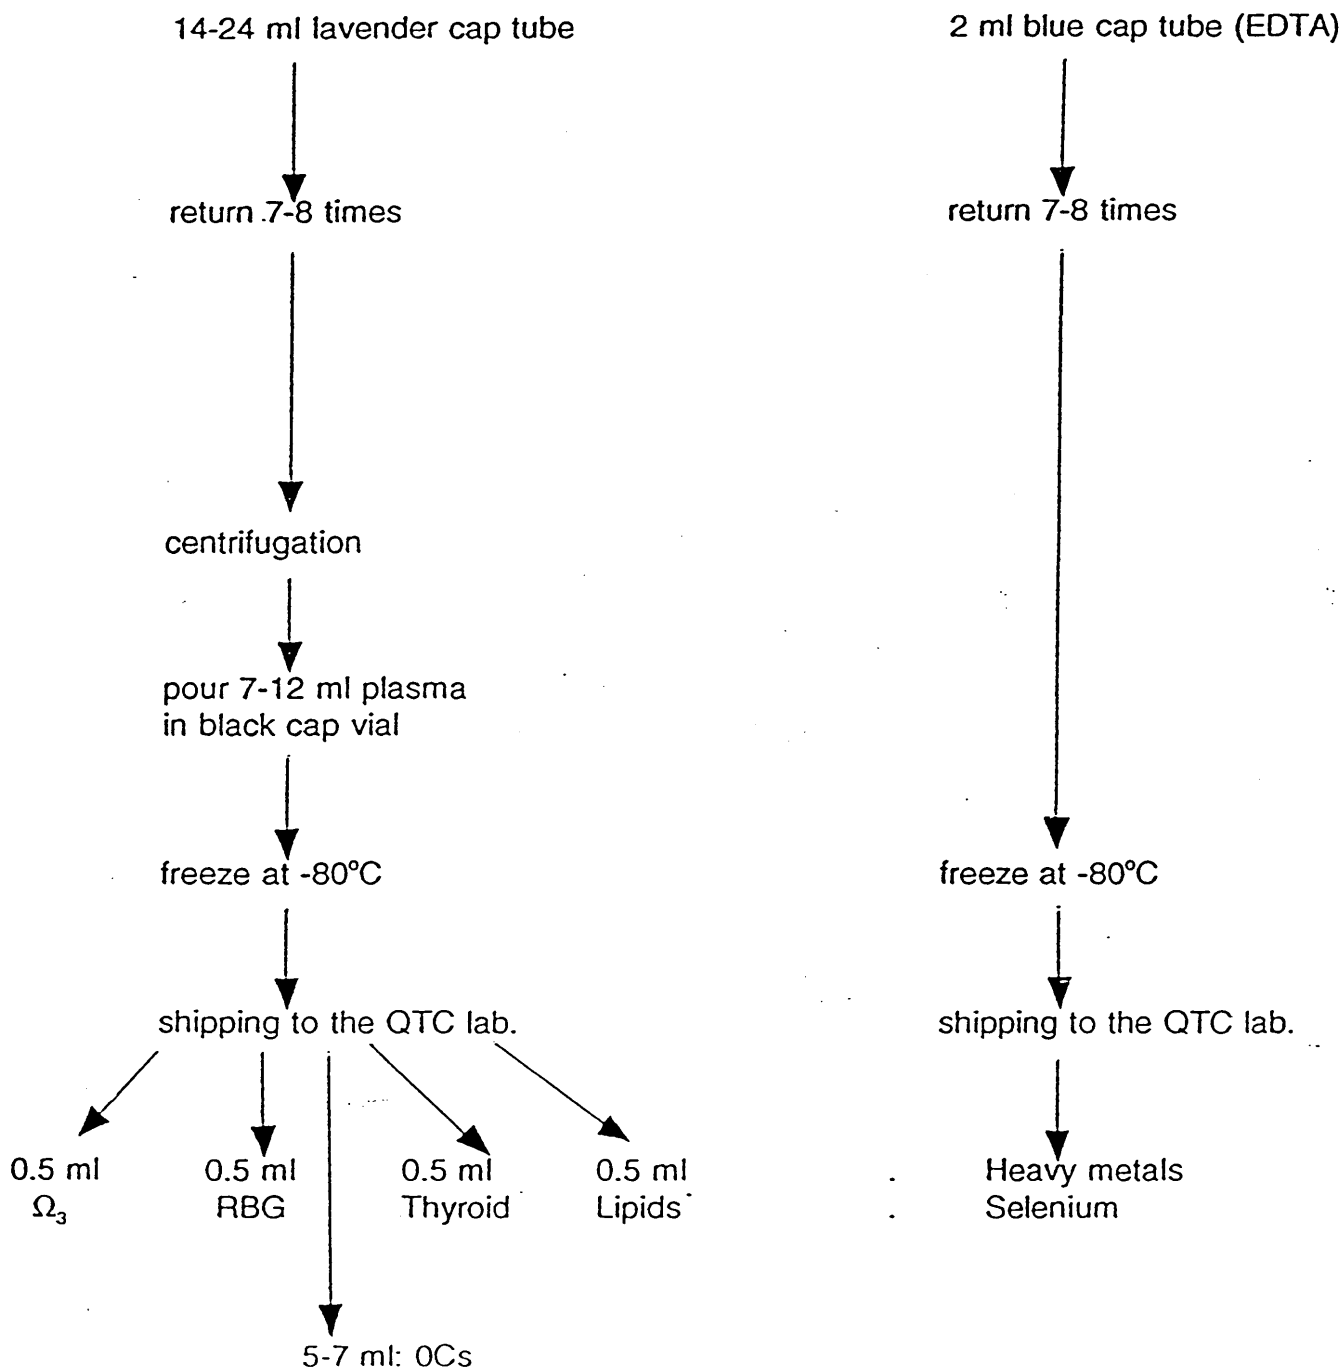 14-24 ml lavender cap tube
return 7-8 times
centrifugation
pour 7-12 ml plasma
in black cap vial
freeze at -80°C
shipping to the QTC lab.
0.5 ml
Ω₃
0.5 ml
RBG
0.5 ml
Thyroid
0.5 ml
Lipids
5-7 ml: 0Cs
2 ml blue cap tube (EDTA)
return 7-8 times
freeze at -80°C
shipping to the QTC lab.
Heavy metals
Selenium